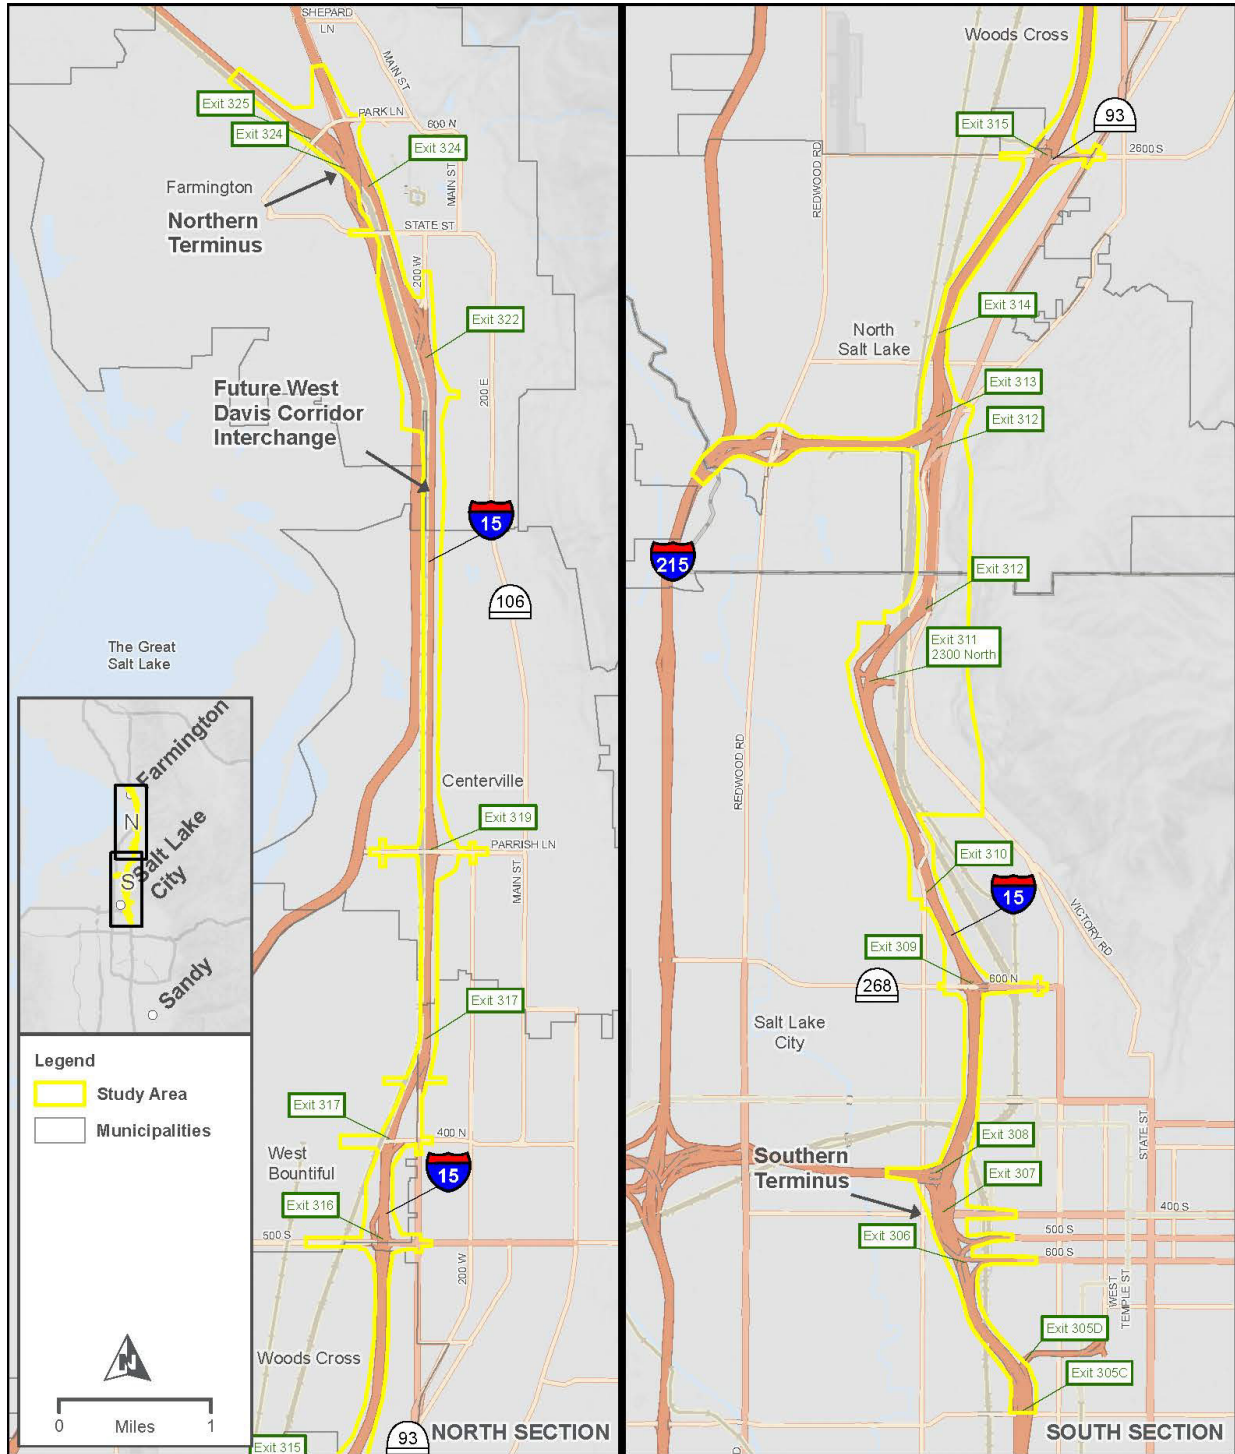 SHEPARD
LN
MAIN ST
Exit 325
PARK LN
600 N
Exit 324
Exit 324
MAIN ST
Farmington
Northern
Terminus
STATE ST
200 W
Exit 322
200 E
Future West
Davis Corridor
Interchange
15
106
The Great
Salt Lake
Centerville
Exit 319
PARRISH LN
MAIN ST
Exit 317
Exit 317
400 N
West
Bountiful
15
Exit 316
500 S
200 W
Woods Cross
93
Exit 315
NORTH SECTION
Farmington
N
Salt Lake
City
S
Sandy
Legend
Study Area
Municipalities
N
0 Miles 1
Woods Cross
93
Exit 315
2600 S
REDWOOD RD
Exit 314
North
Salt Lake
Exit 313
Exit 312
215
Exit 312
Exit 311
2300 North
REDWOOD RD
Exit 310
15
VICTORY RD
Exit 309
600 N
268
Salt Lake
City
STATE ST
Exit 308
Southern
Terminus
Exit 307
400 S
500 S
Exit 306
600 S
WEST
TEMPLE ST
Exit 305D
Exit 305C
SOUTH SECTION